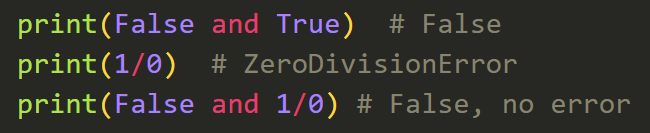 print(False and True)  # False
print(1/0)  # ZeroDivisionError
print(False and 1/0) # False, no error